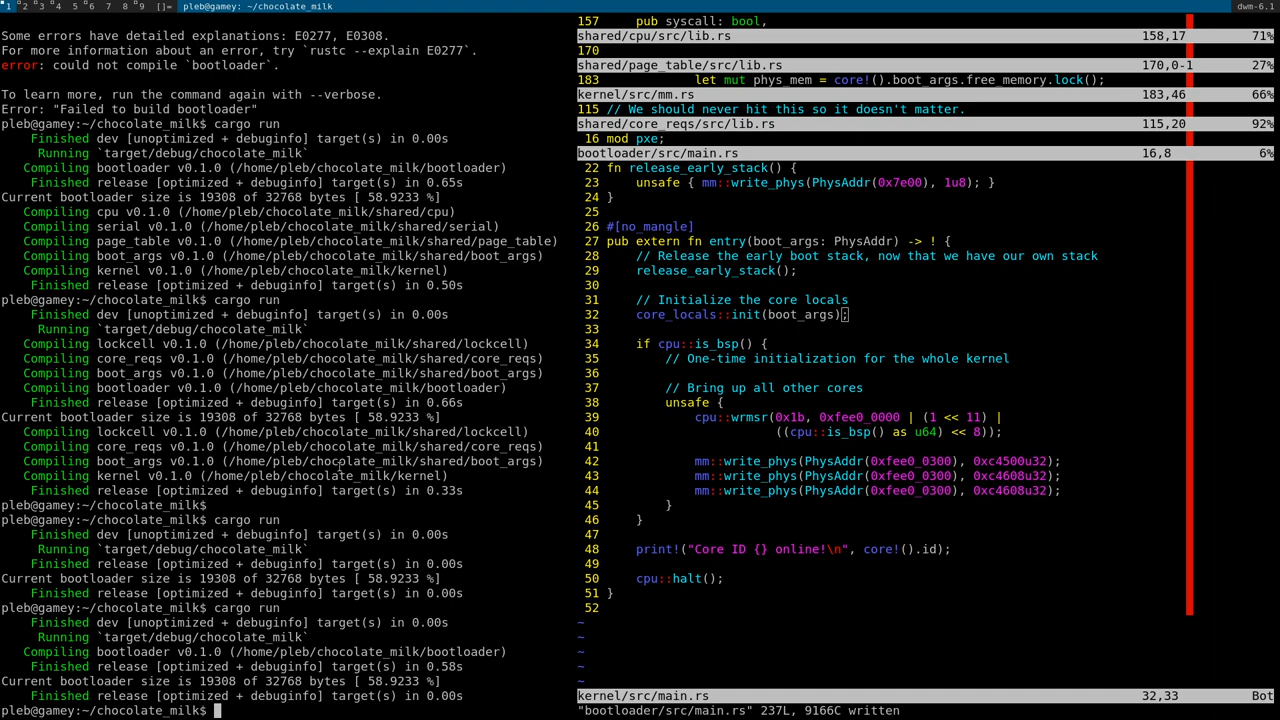 1 2 3 4 5 6 7 8 9 []= pleb@gamey: ~/chocolate_milk dwm-6.1
Some errors have detailed explanations: E0277, E0308.
For more information about an error, try `rustc --explain E0277`.
error: could not compile `bootloader`.
To learn more, run the command again with --verbose.
Error: "Failed to build bootloader"
pleb@gamey:~/chocolate_milk$ cargo run
Finished dev [unoptimized + debuginfo] target(s) in 0.00s
Running `target/debug/chocolate_milk`
Compiling bootloader v0.1.0 (/home/pleb/chocolate_milk/bootloader)
Finished release [optimized + debuginfo] target(s) in 0.65s
Current bootloader size is 19308 of 32768 bytes [ 58.9233 %]
Compiling cpu v0.1.0 (/home/pleb/chocolate_milk/shared/cpu)
Compiling serial v0.1.0 (/home/pleb/chocolate_milk/shared/serial)
Compiling page_table v0.1.0 (/home/pleb/chocolate_milk/shared/page_table)
Compiling boot_args v0.1.0 (/home/pleb/chocolate_milk/shared/boot_args)
Compiling kernel v0.1.0 (/home/pleb/chocolate_milk/kernel)
Finished release [optimized + debuginfo] target(s) in 0.50s
pleb@gamey:~/chocolate_milk$ cargo run
Finished dev [unoptimized + debuginfo] target(s) in 0.00s
Running `target/debug/chocolate_milk`
Compiling lockcell v0.1.0 (/home/pleb/chocolate_milk/shared/lockcell)
Compiling core_reqs v0.1.0 (/home/pleb/chocolate_milk/shared/core_reqs)
Compiling boot_args v0.1.0 (/home/pleb/chocolate_milk/shared/boot_args)
Compiling bootloader v0.1.0 (/home/pleb/chocolate_milk/bootloader)
Finished release [optimized + debuginfo] target(s) in 0.66s
Current bootloader size is 19308 of 32768 bytes [ 58.9233 %]
Compiling lockcell v0.1.0 (/home/pleb/chocolate_milk/shared/lockcell)
Compiling core_reqs v0.1.0 (/home/pleb/chocolate_milk/shared/core_reqs)
Compiling boot_args v0.1.0 (/home/pleb/chocolate_milk/shared/boot_args)
Compiling kernel v0.1.0 (/home/pleb/chocolate_milk/kernel)
Finished release [optimized + debuginfo] target(s) in 0.33s
pleb@gamey:~/chocolate_milk$
pleb@gamey:~/chocolate_milk$ cargo run
Finished dev [unoptimized + debuginfo] target(s) in 0.00s
Running `target/debug/chocolate_milk`
Finished release [optimized + debuginfo] target(s) in 0.00s
Current bootloader size is 19308 of 32768 bytes [ 58.9233 %]
Finished release [optimized + debuginfo] target(s) in 0.00s
pleb@gamey:~/chocolate_milk$ cargo run
Finished dev [unoptimized + debuginfo] target(s) in 0.00s
Running `target/debug/chocolate_milk`
Compiling bootloader v0.1.0 (/home/pleb/chocolate_milk/bootloader)
Finished release [optimized + debuginfo] target(s) in 0.58s
Current bootloader size is 19308 of 32768 bytes [ 58.9233 %]
Finished release [optimized + debuginfo] target(s) in 0.00s
pleb@gamey:~/chocolate_milk$
157 pub syscall: bool,
shared/cpu/src/lib.rs 158,17 71%
170
shared/page_table/src/lib.rs 170,0-1 27%
183 let mut phys_mem = core!().boot_args.free_memory.lock();
kernel/src/mm.rs 183,46 66%
115 // We should never hit this so it doesn't matter.
shared/core_reqs/src/lib.rs 115,20 92%
16 mod pxe;
bootloader/src/main.rs 16,8 6%
22 fn release_early_stack() {
23 unsafe { mm::write_phys(PhysAddr(0x7e00), 1u8); }
24 }
25
26 #[no_mangle]
27 pub extern fn entry(boot_args: PhysAddr) -> ! {
28 // Release the early boot stack, now that we have our own stack
29 release_early_stack();
30
31 // Initialize the core locals
32 core_locals::init(boot_args);
33
34 if cpu::is_bsp() {
35 // One-time initialization for the whole kernel
36
37 // Bring up all other cores
38 unsafe {
39 cpu::wrmsr(0x1b, 0xfee0_0000 | (1 << 11) |
40 ((cpu::is_bsp() as u64) << 8));
41
42 mm::write_phys(PhysAddr(0xfee0_0300), 0xc4500u32);
43 mm::write_phys(PhysAddr(0xfee0_0300), 0xc4608u32);
44 mm::write_phys(PhysAddr(0xfee0_0300), 0xc4608u32);
45 }
46 }
47
48 print!("Core ID {} online!\n", core!().id);
49
50 cpu::halt();
51 }
52
~
~
~
~
~
kernel/src/main.rs 32,33 Bot
"bootloader/src/main.rs" 237L, 9166C written